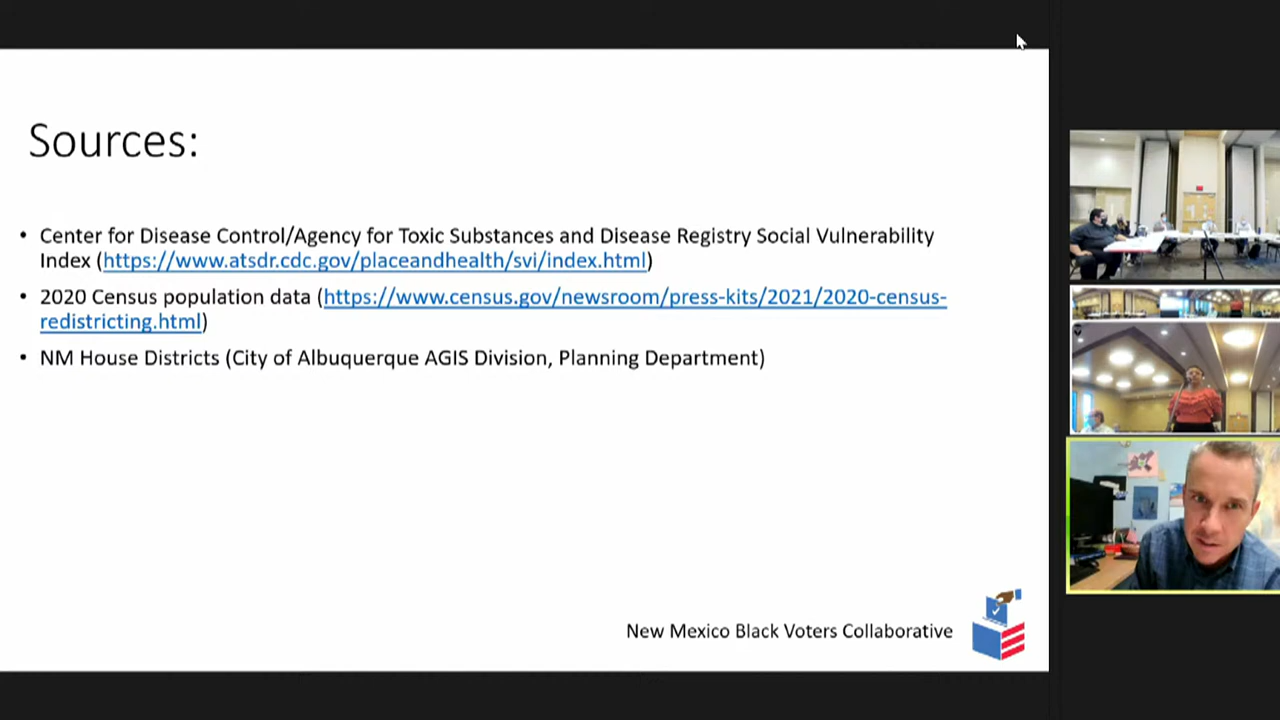 Sources:
• Center for Disease Control/Agency for Toxic Substances and Disease Registry Social Vulnerability
Index (https://www.atsdr.cdc.gov/placeandhealth/svi/index.html)
• 2020 Census population data (https://www.census.gov/newsroom/press-kits/2021/2020-census-
redistricting.html)
• NM House Districts (City of Albuquerque AGIS Division, Planning Department)
New Mexico Black Voters Collaborative